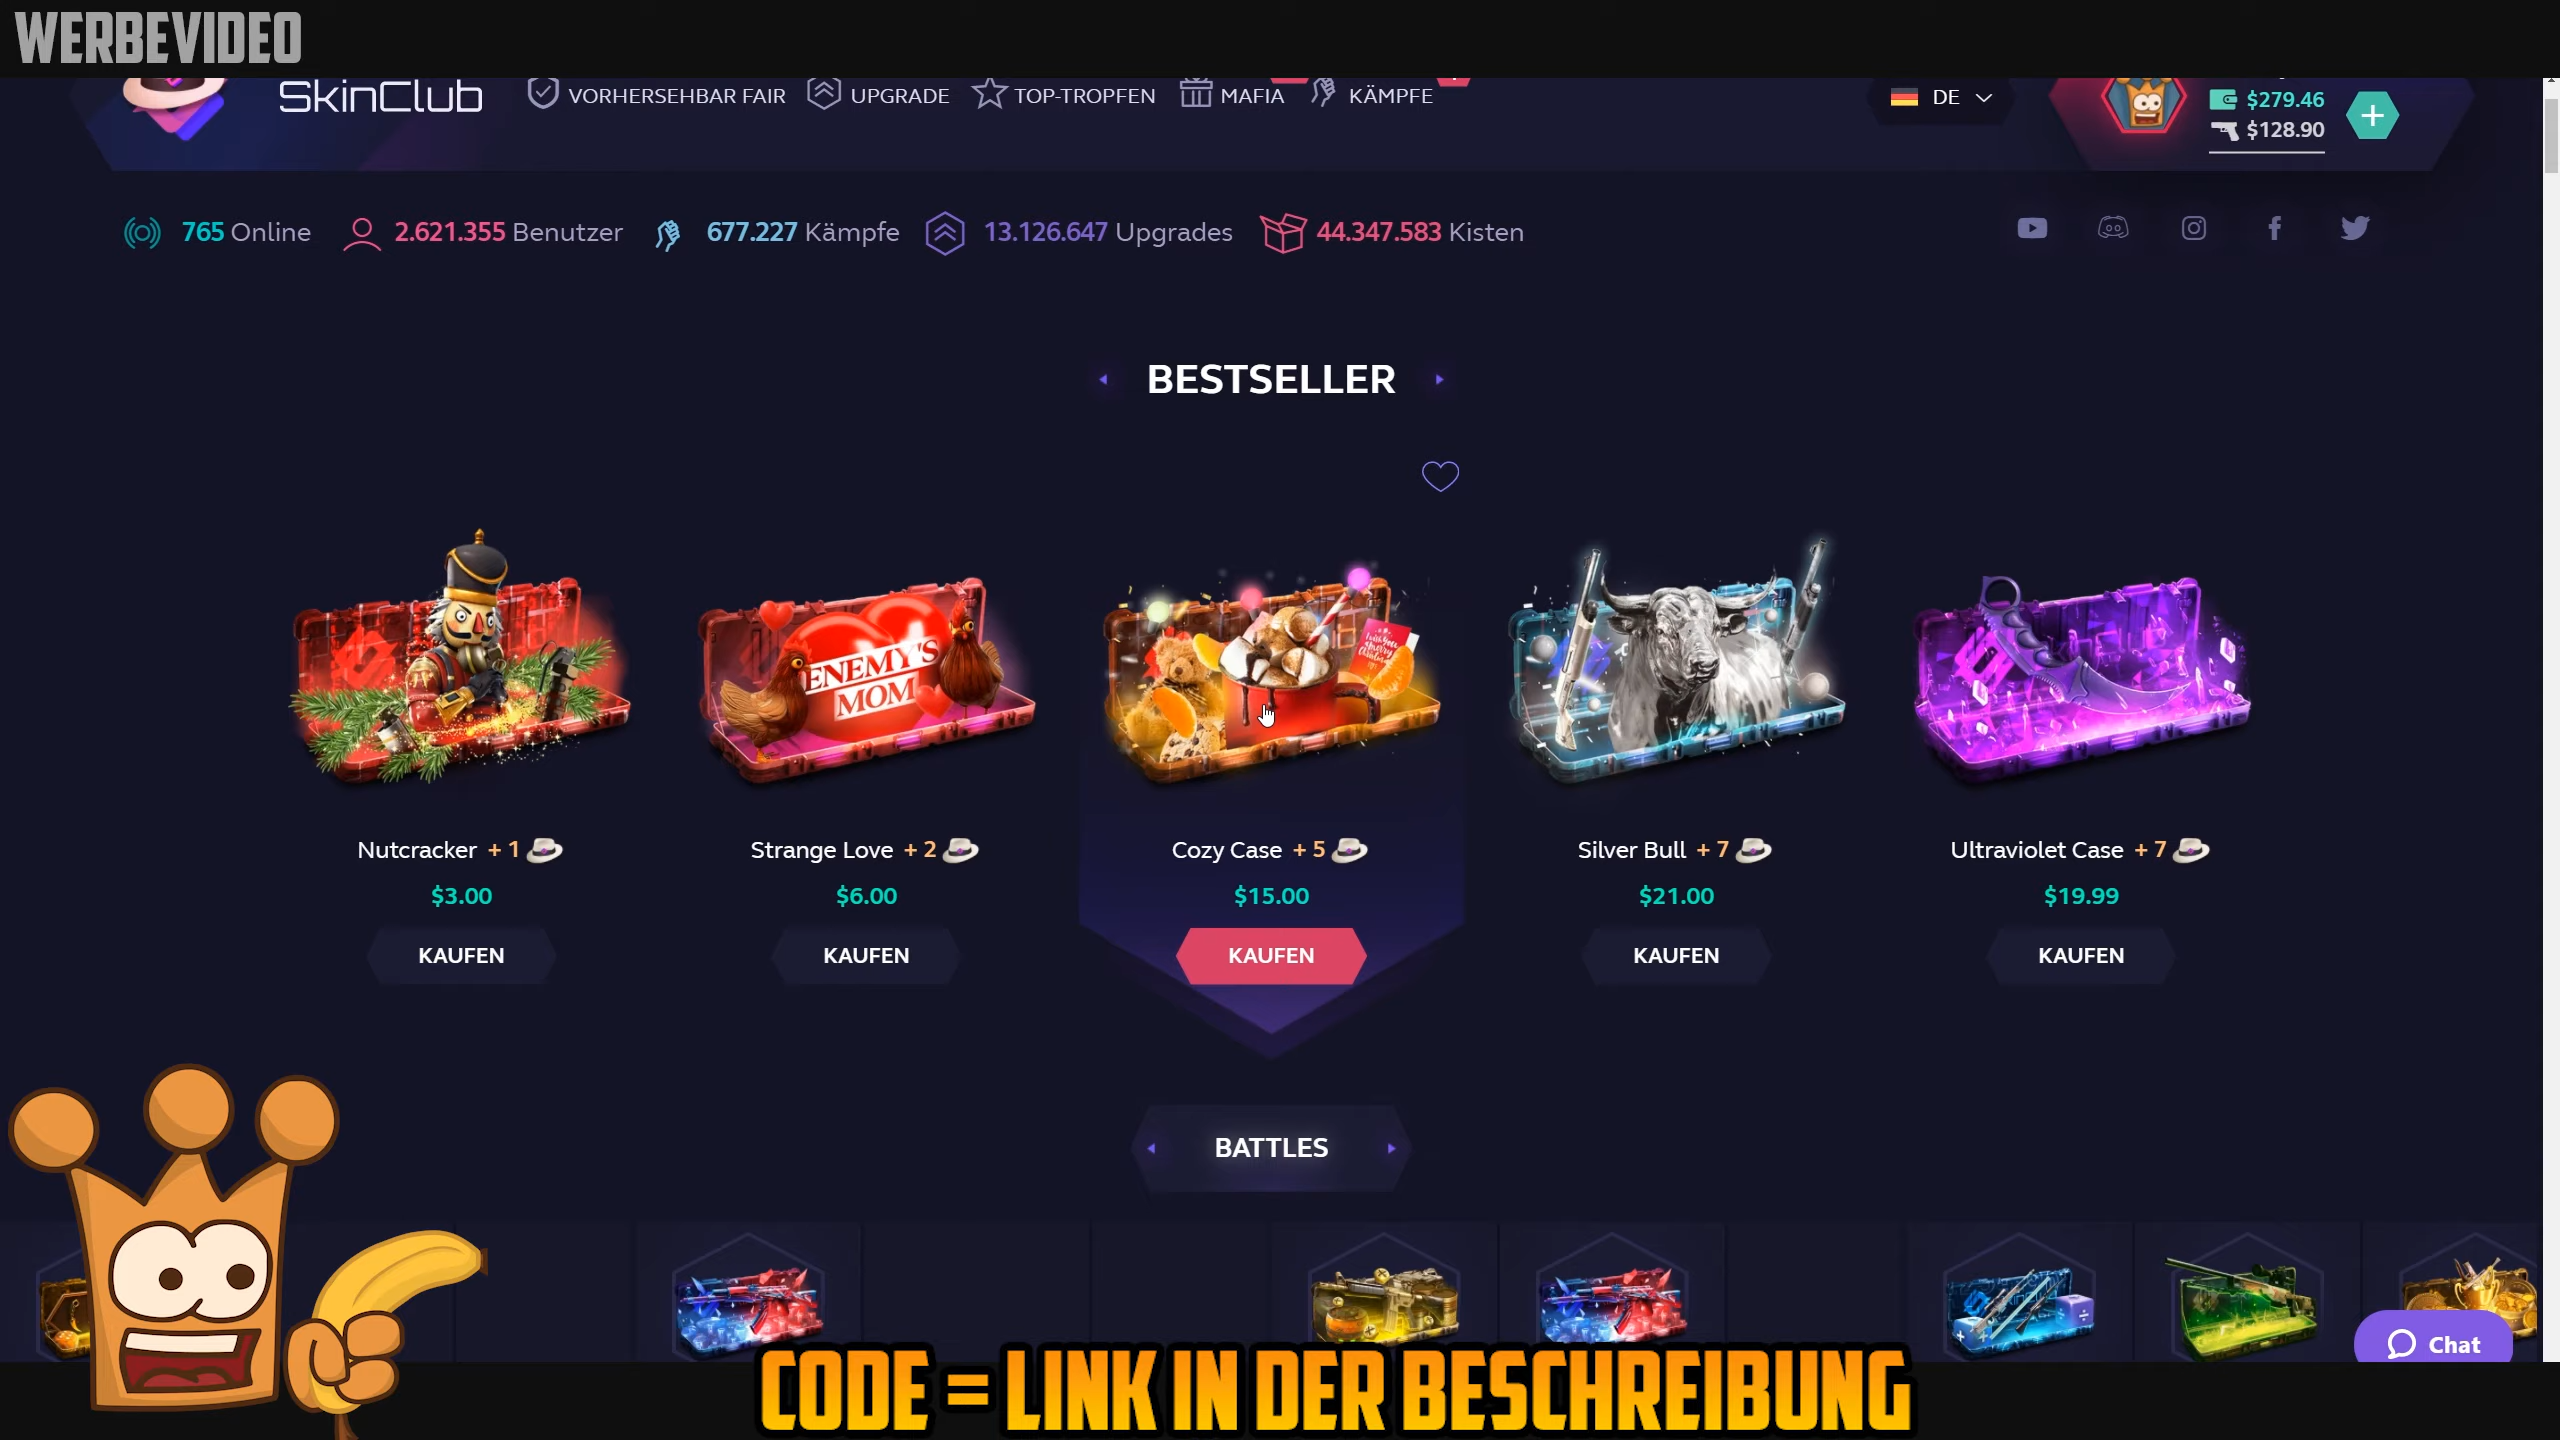 WERBEVIDEO
SkinClub VORHERSEHBAR FAIR UPGRADE TOP-TROPFEN MAFIA KÄMPFE DE $279.46
$128.90
765 Online 2.621.355 Benutzer 677.227 Kämpfe 13.126.647 Upgrades 44.347.583 Kisten
BESTSELLER
ENEMY'S
MOM
Nutcracker + 1 Strange Love + 2 Cozy Case + 5 Silver Bull + 7 Ultraviolet Case + 7
$3.00 $6.00 $15.00 $21.00 $19.99
KAUFEN KAUFEN KAUFEN KAUFEN KAUFEN
BATTLES
Chat
CODE = LINK IN DER BESCHREIBUNG